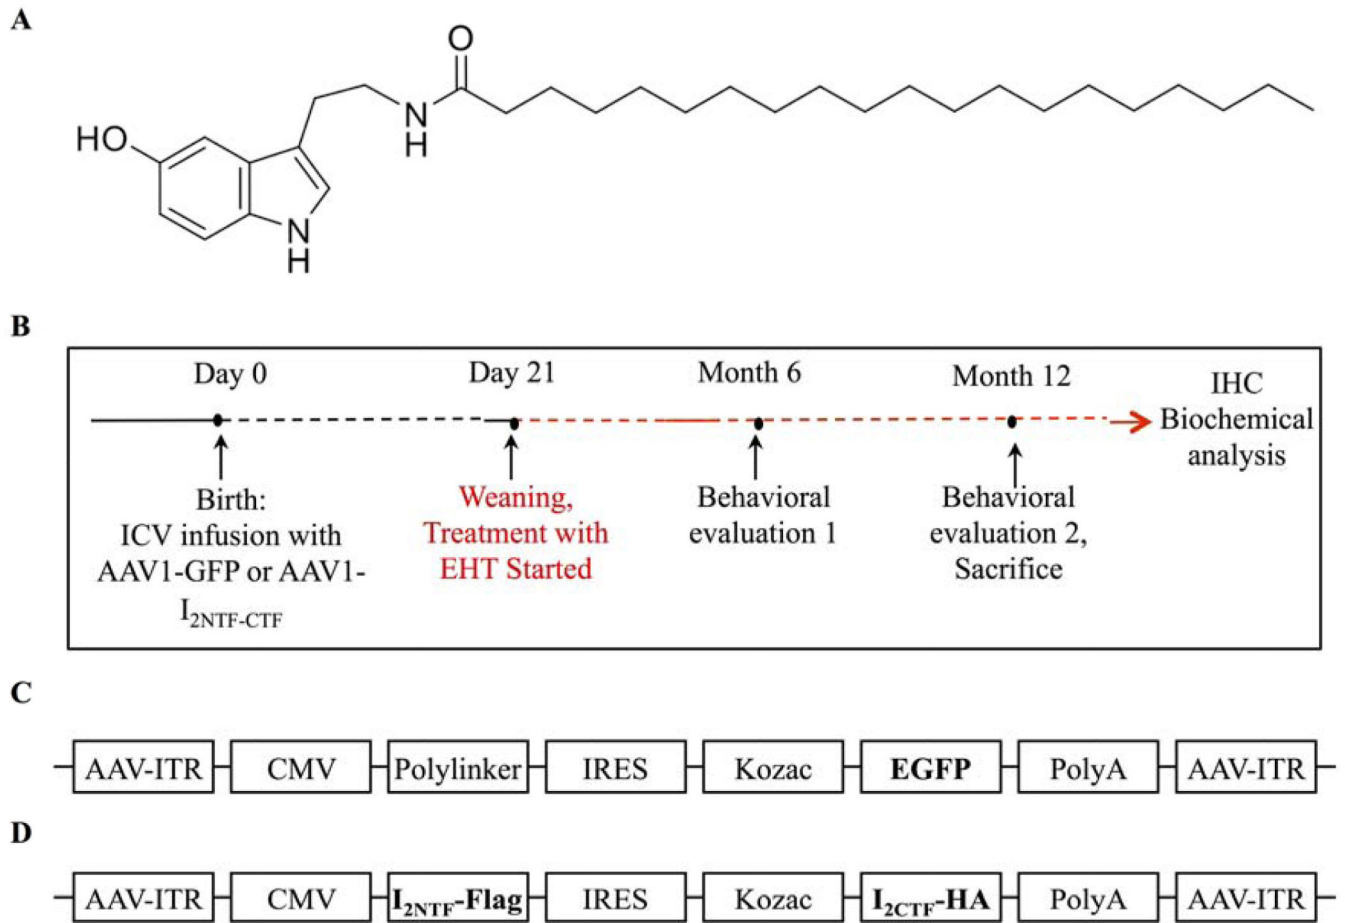 A
O
HO
N
H
N
H
B
Day 0
Day 21
Month 6
Month 12
IHC
Biochemical
analysis
Birth:
ICV infusion with
AAV1-GFP or AAV1-
I2NTF-CTF
Weaning,
Treatment with
EHT Started
Behavioral
evaluation 1
Behavioral
evaluation 2,
Sacrifice
C
AAV-ITR CMV Polylinker IRES Kozac EGFP PolyA AAV-ITR
D
AAV-ITR CMV I2NTF-Flag IRES Kozac I2CTF-HA PolyA AAV-ITR